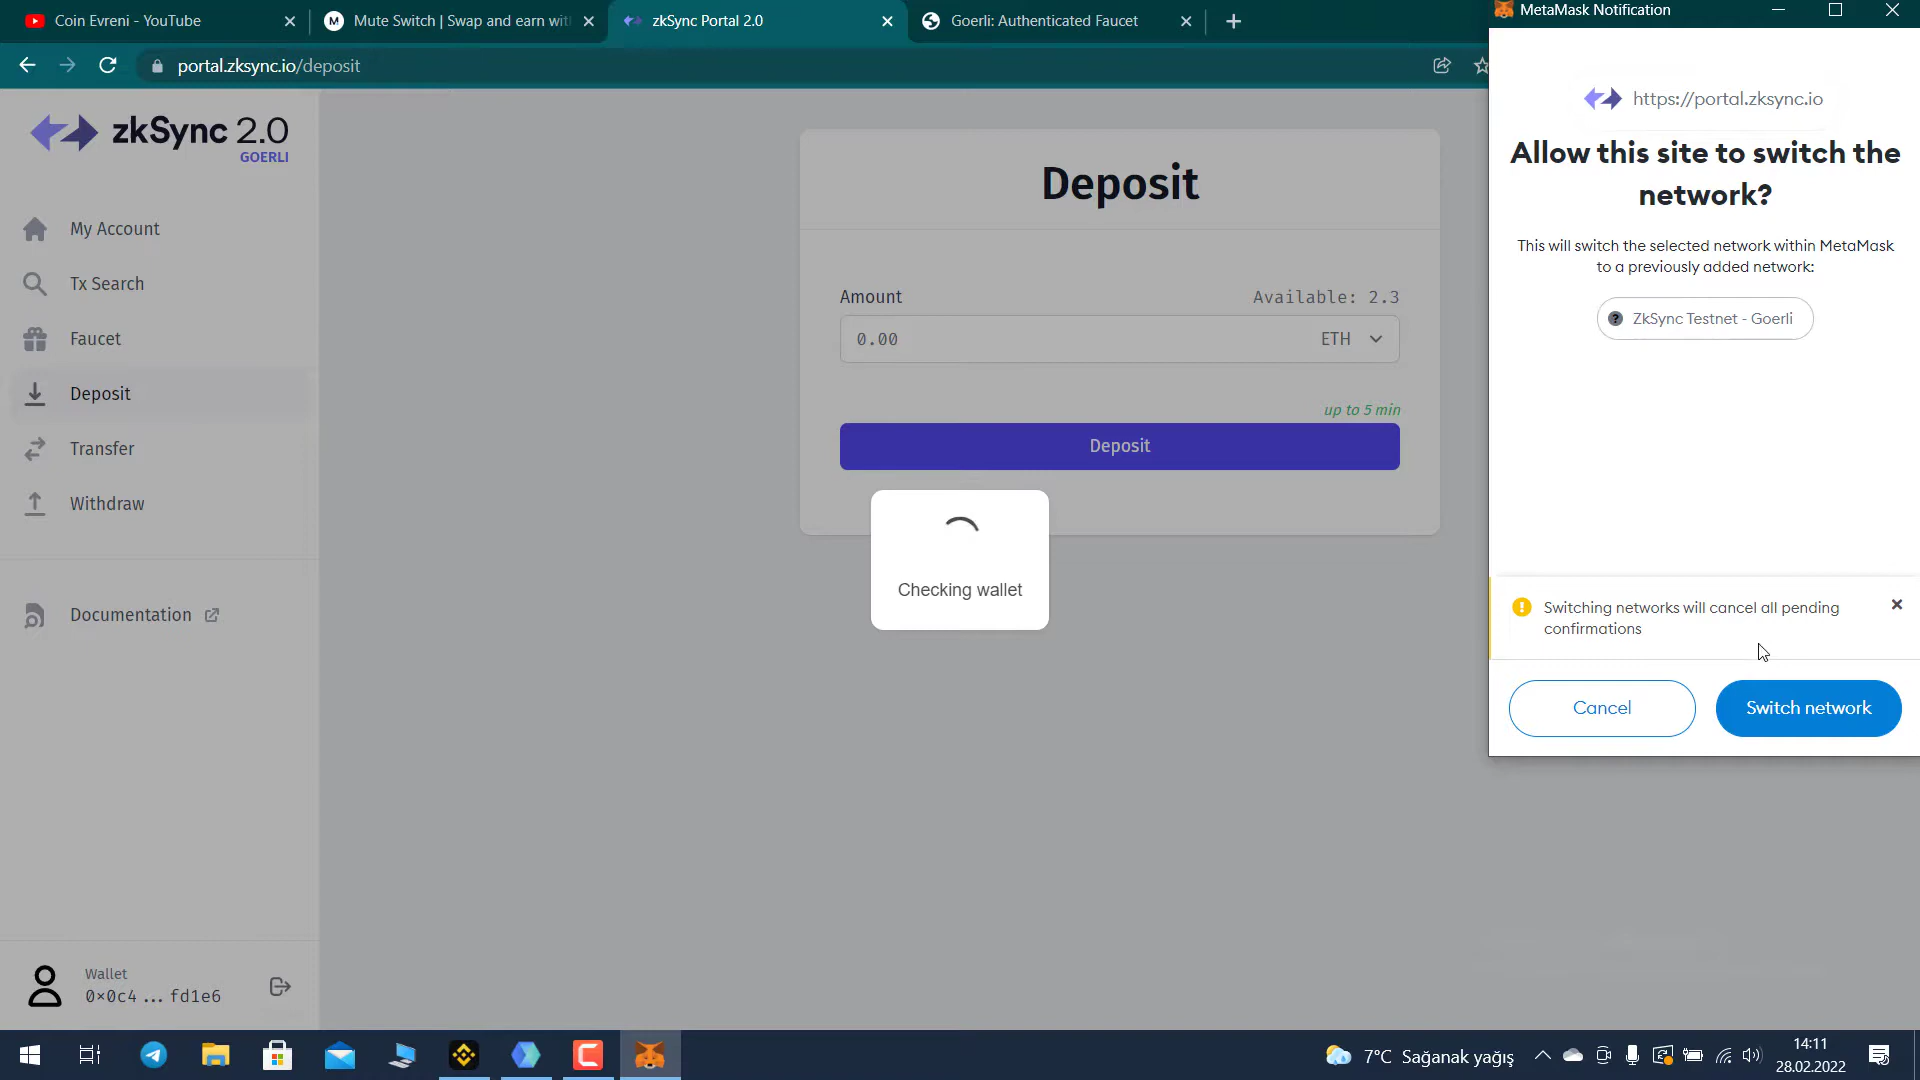 Coin Evreni - YouTube
Mute Switch | Swap and earn wit
zkSync Portal 2.0
Goerli: Authenticated Faucet
MetaMask Notification
portal.zksync.io/deposit
zkSync 2.0
GOERLI
My Account
Tx Search
Faucet
Deposit
Transfer
Withdraw
Documentation
Wallet
0×0c4 ... fd1e6
Deposit
Amount
Available: 2.3
0.00
ETH
up to 5 min
Deposit
Checking wallet
https://portal.zksync.io
Allow this site to switch the
network?
This will switch the selected network within MetaMask
to a previously added network:
? ZkSync Testnet - Goerli
Switching networks will cancel all pending
confirmations
Cancel
Switch network
7°C Sağanak yağış
14:11
28.02.2022